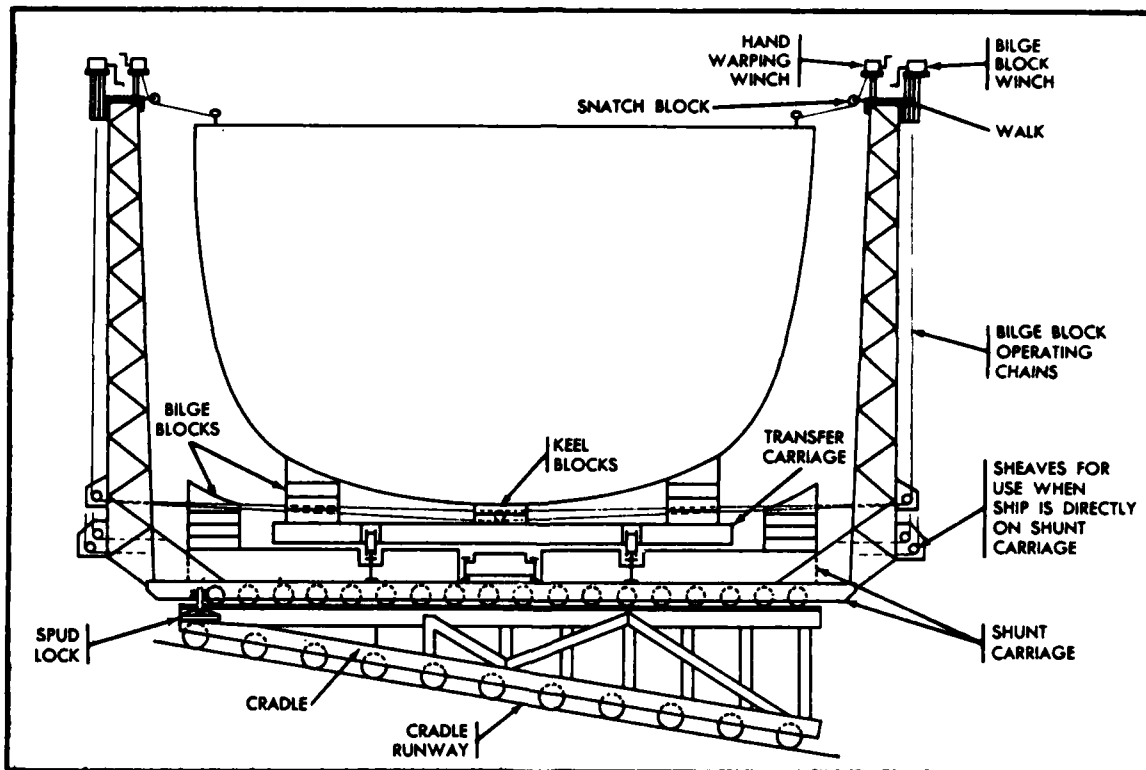 HAND
WARPING
WINCH
BILGE
BLOCK
WINCH
SNATCH BLOCK
WALK
BILGE BLOCK
OPERATING
CHAINS
BILGE
BLOCKS
KEEL
BLOCKS
TRANSFER
CARRIAGE
SHEAVES FOR
USE WHEN
SHIP IS DIRECTLY
ON SHUNT
CARRIAGE
SPUD
LOCK
SHUNT
CARRIAGE
CRADLE
CRADLE
RUNWAY